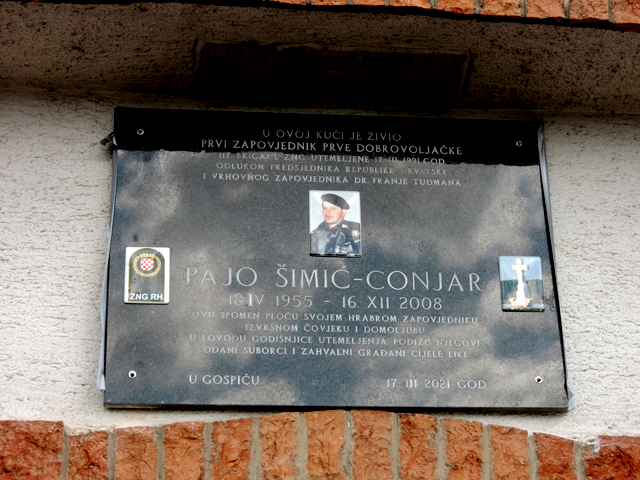 U OVOJ KUĆI JE ŽIVIO
PRVI ZAPOVJEDNIK PRVE DOBROVOLJAČKE
117. BRIGADE ZNG UTEMELJENE 17. III. 1991 GOD.
ODLUKOM PREDSJEDNIKA REPUBLIKE HRVATSKE
I VRHOVNOG ZAPOVJEDNIKA DR. FRANJE TUĐMANA
PAJO ŠIMIĆ-CONJAR
18 IV 1955 - 16. XII 2008
OVU SPOMEN PLOČU SVOJEM HRABROM ZAPOVJEDNIKU
IZVRSNOM ČOVJEKU I DOMOLJUBU
U POVODU GODIŠNJICE UTEMELJENJA PODIŽU NJEGOVI
ODANI SUBORCI I ZAHVALNI GRAĐANI CIJELE LIKE
ZNG RH
U GOSPIĆU 17. III 2021 GOD